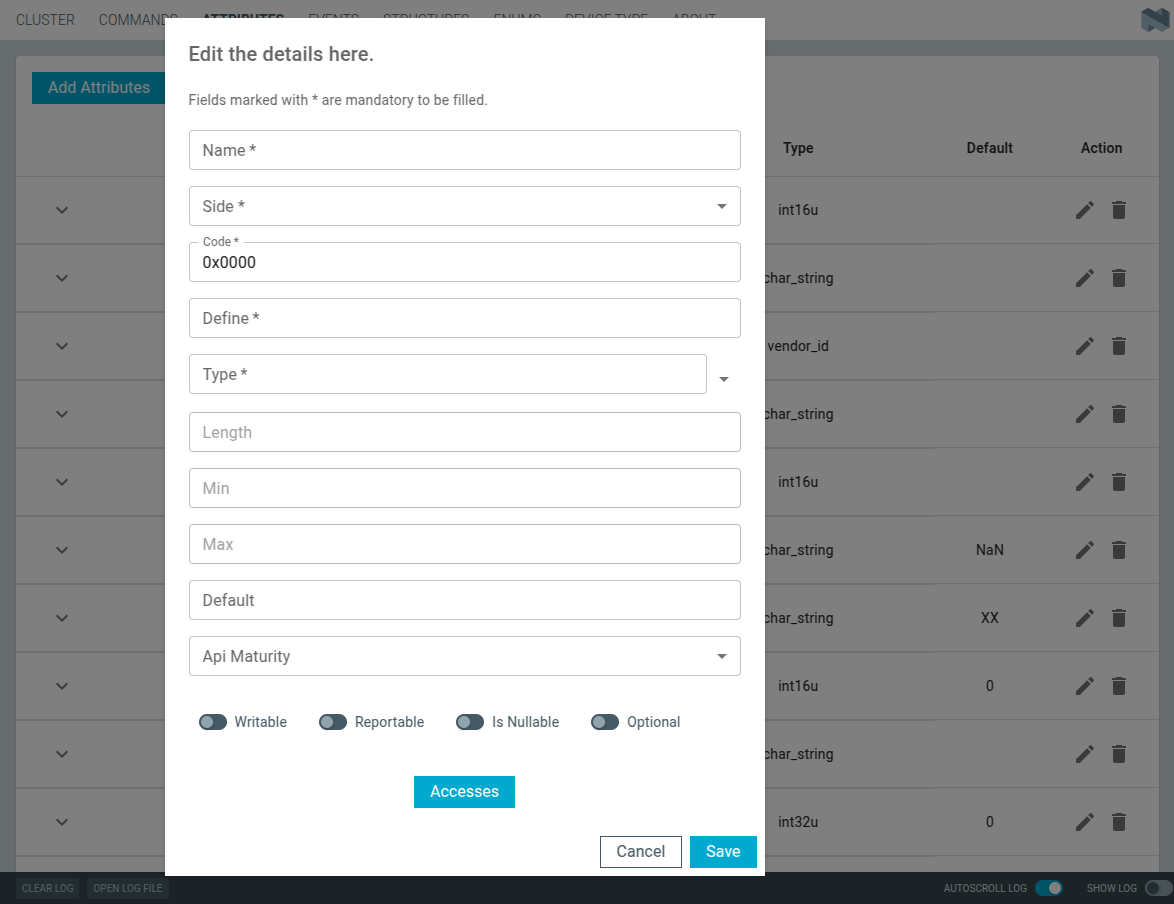 CLUSTER COMMANDS ATTRIBUTES EVENTS STRUCTURES ENUMS DEVICE TYPE ABOUT
Edit the details here.
Add Attributes
Fields marked with * are mandatory to be filled.
Name *
Type Default Action
Side *
int16u
Code *
0x0000
char_string
Define *
vendor_id
Type *
char_string
Length
Min
int16u
Max
char_string NaN
Default
char_string XX
Api Maturity
int16u 0
Writable Reportable Is Nullable Optional
char_string
Accesses
int32u 0
Cancel Save
CLEAR LOG OPEN LOG FILE AUTOSCROLL LOG SHOW LOG